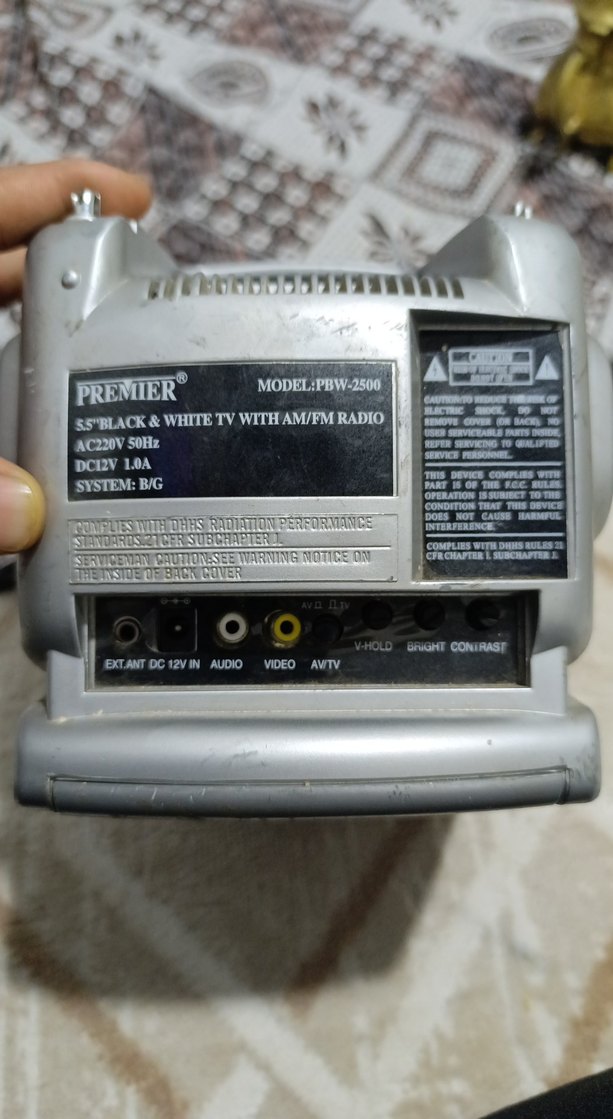 PREMIER® MODEL:PBW-2500
5.5"BLACK & WHITE TV WITH AM/FM RADIO
AC220V 50Hz
DC12V 1.0A
SYSTEM: B/G
COMPLIES WITH DHHS RADIATION PERFORMANCE
STANDARDS.21 CFR SUBCHAPTER J.
SERVICEMAN CAUTION:SEE WARNING NOTICE ON
THE INSIDE OF BACK COVER
CAUTION
CAUTION:TO REDUCE THE RISK OF
ELECTRIC SHOCK, DO NOT
REMOVE COVER (OR BACK), NO
USER SERVICEABLE PARTS INSIDE,
REFER SERVICING TO QUALIFIED
SERVICE PERSONNEL.
THIS DEVICE COMPLIES WITH
PART 15 OF THE F.C.C. RULES
OPERATION IS SUBJECT TO THE
CONDITION THAT THIS DEVICE
DOES NOT CAUSE HARMFUL
INTERFERENCE.
COMPLIES WITH DHHS RULES 21
CFR CHAPTER 1. SUBCHAPTER J.
AV TV
EXT.ANT DC 12V IN AUDIO VIDEO AV/TV V-HOLD BRIGHT CONTRAST